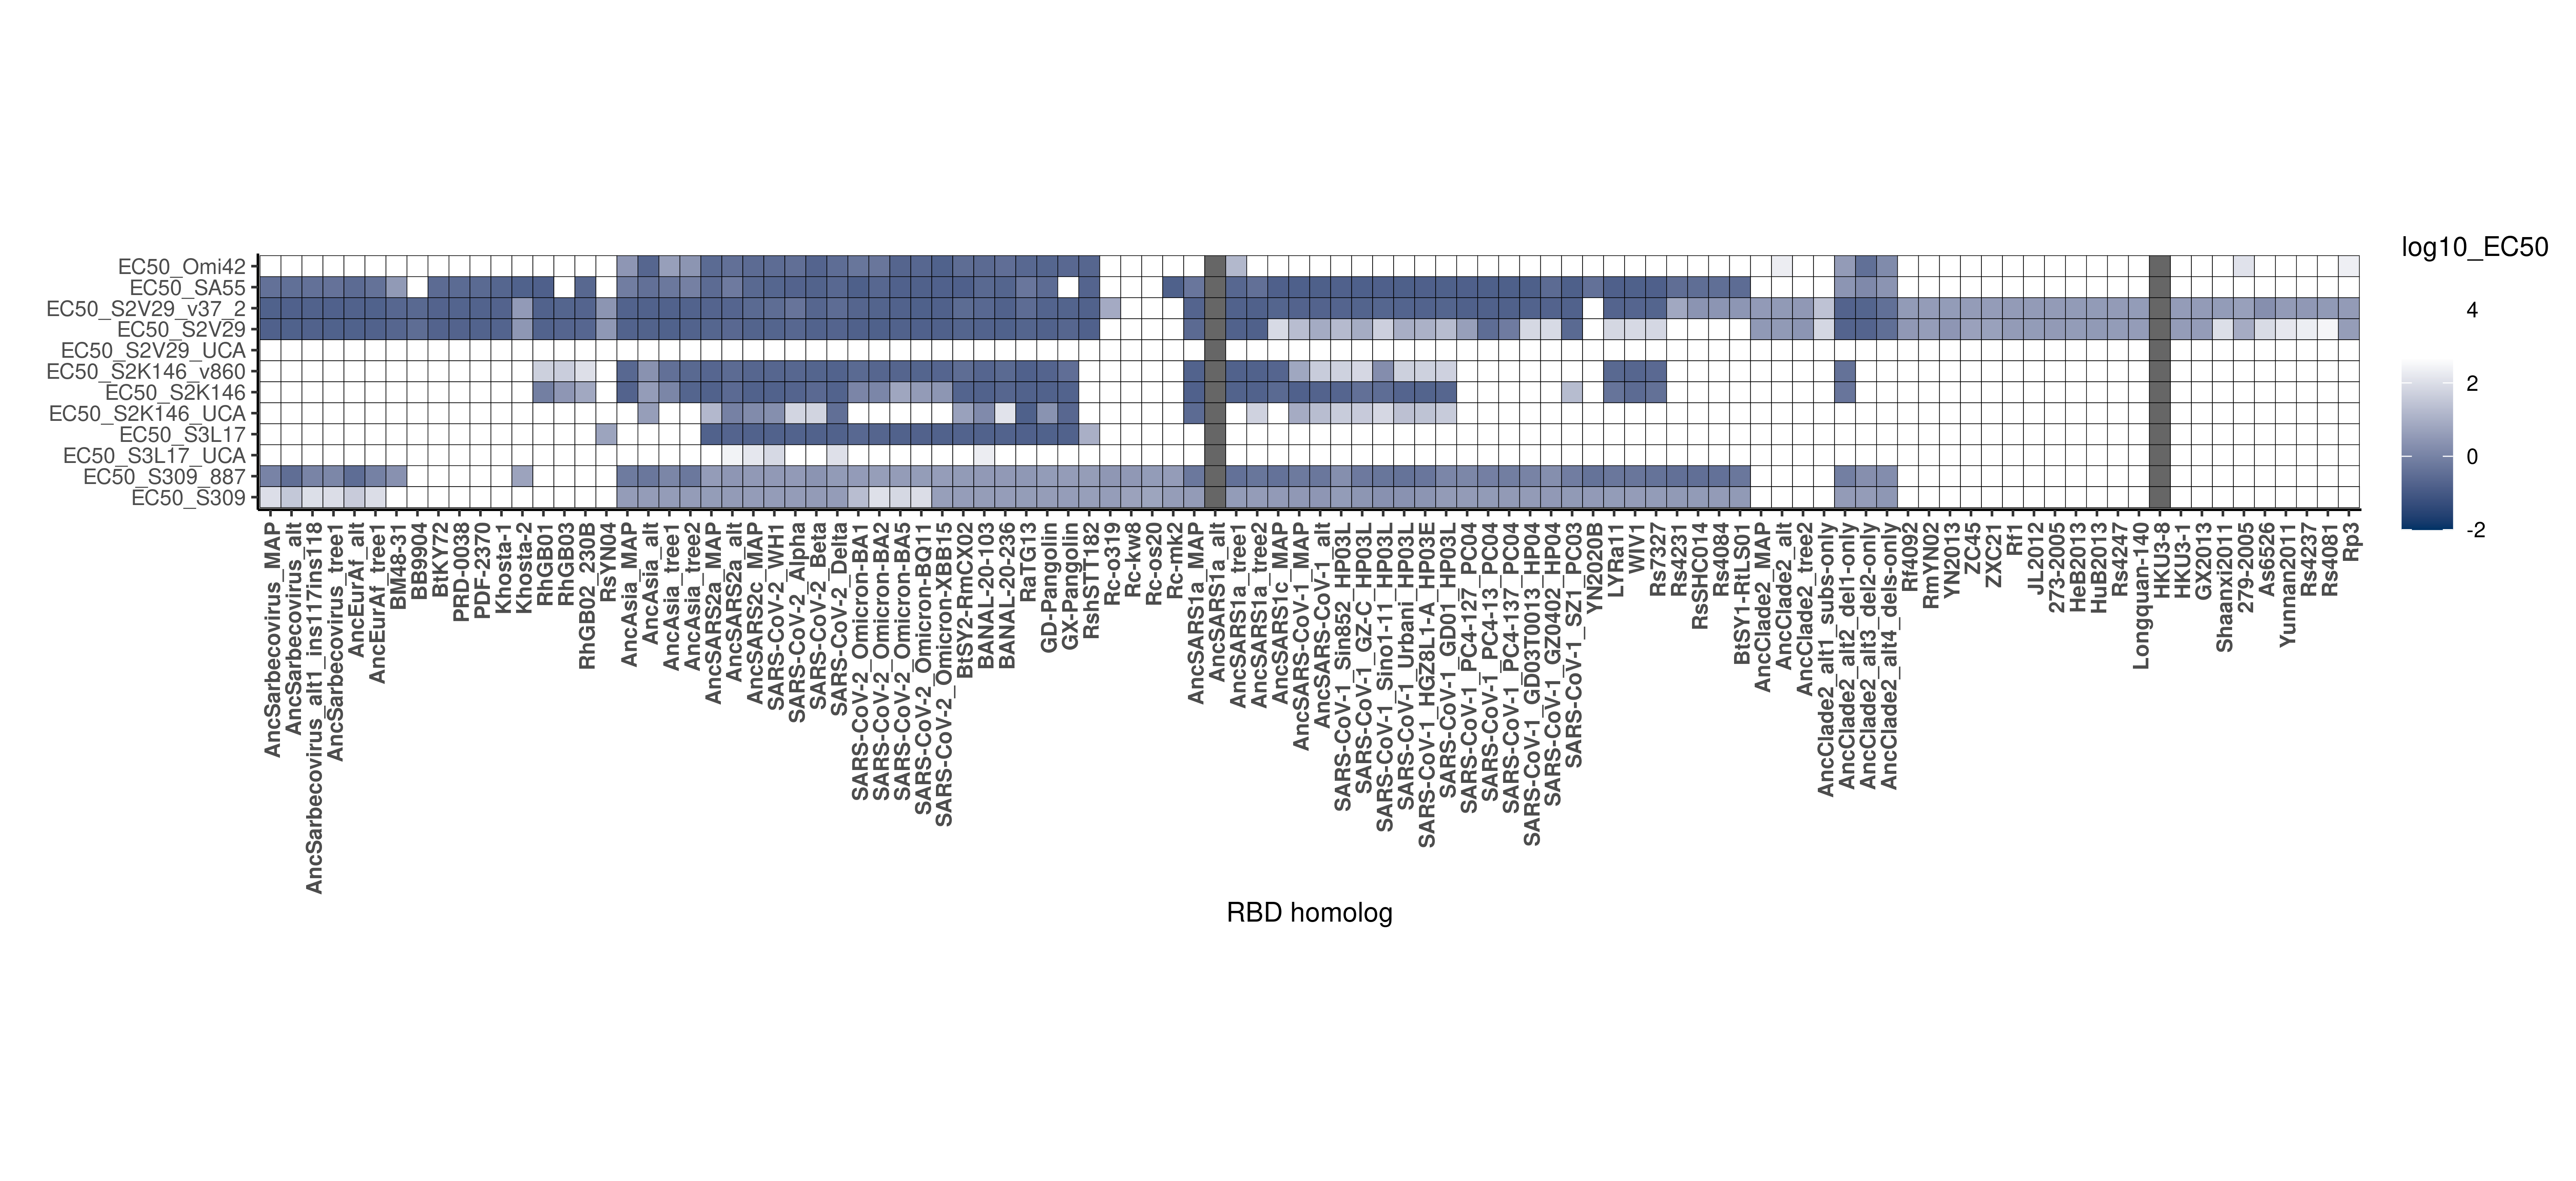 log10_EC50
4
2
0
-2
EC50_Omi42
EC50_SA55
EC50_S2V29_v37_2
EC50_S2V29
EC50_S2V29_UCA
EC50_S2K146_v860
EC50_S2K146
EC50_S2K146_UCA
EC50_S3L17
EC50_S3L17_UCA
EC50_S309_887
EC50_S309
AncSarbecovirus_MAP
AncSarbecovirus_alt
AncSarbecovirus_alt1_ins117ins118
AncSarbecovirus_tree1
AncEurAf_alt
AncEurAf_tree1
BM48-31
BB9904
BtKY72
PRD-0038
PDF-2370
Khosta-1
Khosta-2
RhGB01
RhGB03
RhGB02_230B
RsYN04
AncAsia_MAP
AncAsia_alt
AncAsia_tree1
AncAsia_tree2
AncSARS2a_MAP
AncSARS2a_alt
AncSARS2c_MAP
SARS-CoV-2_WH1
SARS-CoV-2_Alpha
SARS-CoV-2_Beta
SARS-CoV-2_Delta
SARS-CoV-2_Omicron-BA1
SARS-CoV-2_Omicron-BA2
SARS-CoV-2_Omicron-BA5
SARS-CoV-2_Omicron-BQ11
SARS-CoV-2_Omicron-XBB15
BtSY2-RmCX02
BANAL-20-103
BANAL-20-236
RaTG13
GD-Pangolin
GX-Pangolin
RshSTT182
Rc-o319
Rc-kw8
Rc-os20
Rc-mk2
AncSARS1a_MAP
AncSARS1a_alt
AncSARS1a_tree1
AncSARS1a_tree2
AncSARS1c_MAP
AncSARS-CoV-1_MAP
AncSARS-CoV-1_alt
SARS-CoV-1_Sin852_HP03L
SARS-CoV-1_GZ-C_HP03L
SARS-CoV-1_Sino1-11_HP03L
SARS-CoV-1_Urbani_HP03L
SARS-CoV-1_HGZ8L1-A_HP03E
SARS-CoV-1_GD01_HP03L
SARS-CoV-1_PC4-127_PC04
SARS-CoV-1_PC4-13_PC04
SARS-CoV-1_PC4-137_PC04
SARS-CoV-1_GD03T0013_HP04
SARS-CoV-1_GZ0402_HP04
SARS-CoV-1_SZ1_PC03
YN2020B
LYRa11
WIV1
Rs7327
Rs4231
RsSHC014
Rs4084
BtSY1-RtLS01
AncClade2_MAP
AncClade2_alt
AncClade2_tree2
AncClade2_alt1_subs-only
AncClade2_alt2_del1-only
AncClade2_alt3_del2-only
AncClade2_alt4_dels-only
Rf4092
RmYN02
YN2013
ZC45
ZXC21
Rf1
JL2012
273-2005
HeB2013
HuB2013
Rs4247
Longquan-140
HKU3-8
HKU3-1
GX2013
Shaanxi2011
279-2005
As6526
Yunnan2011
Rs4237
Rs4081
Rp3
RBD homolog